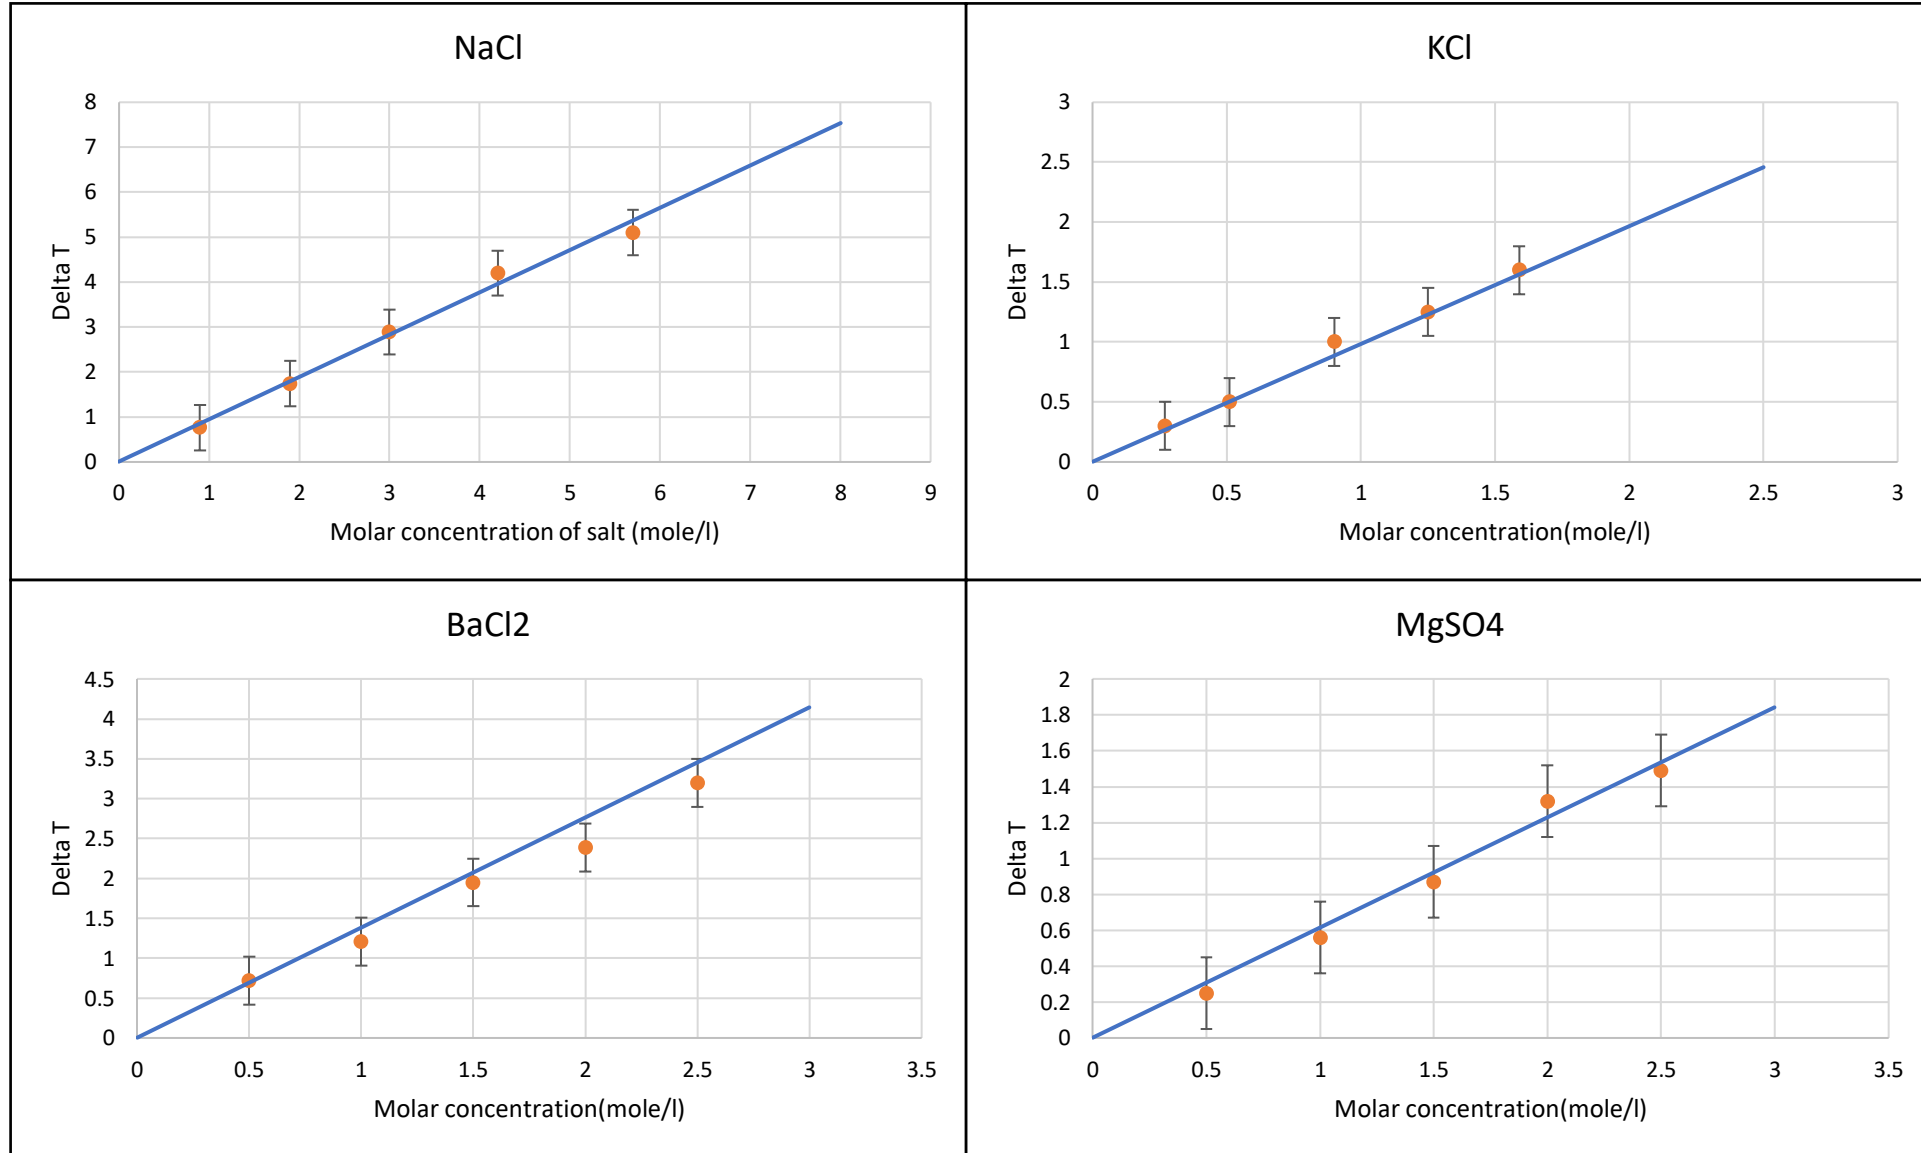 NaCl
8
7
6
5
4
3
2
1
0
Delta T
0 1 2 3 4 5 6 7 8 9
Molar concentration of salt (mole/l)
KCl
3
2.5
2
1.5
1
0.5
0
Delta T
0 0.5 1 1.5 2 2.5 3
Molar concentration(mole/l)
BaCl2
4.5
4
3.5
3
2.5
2
1.5
1
0.5
0
Delta T
0 0.5 1 1.5 2 2.5 3 3.5
Molar concentration(mole/l)
MgSO4
2
1.8
1.6
1.4
1.2
1
0.8
0.6
0.4
0.2
0
Delta T
0 0.5 1 1.5 2 2.5 3 3.5
Molar concentration(mole/l)